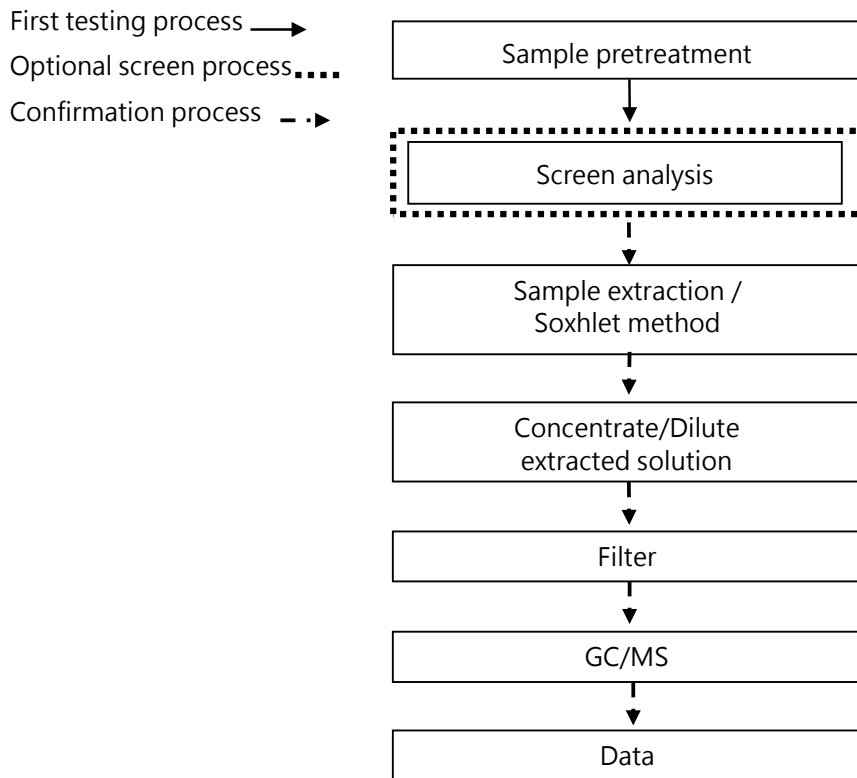 First testing process
Optional screen process
Confirmation process
Sample pretreatment
Screen analysis
Sample extraction /
Soxhlet method
Concentrate/Dilute
extracted solution
Filter
GC/MS
Data